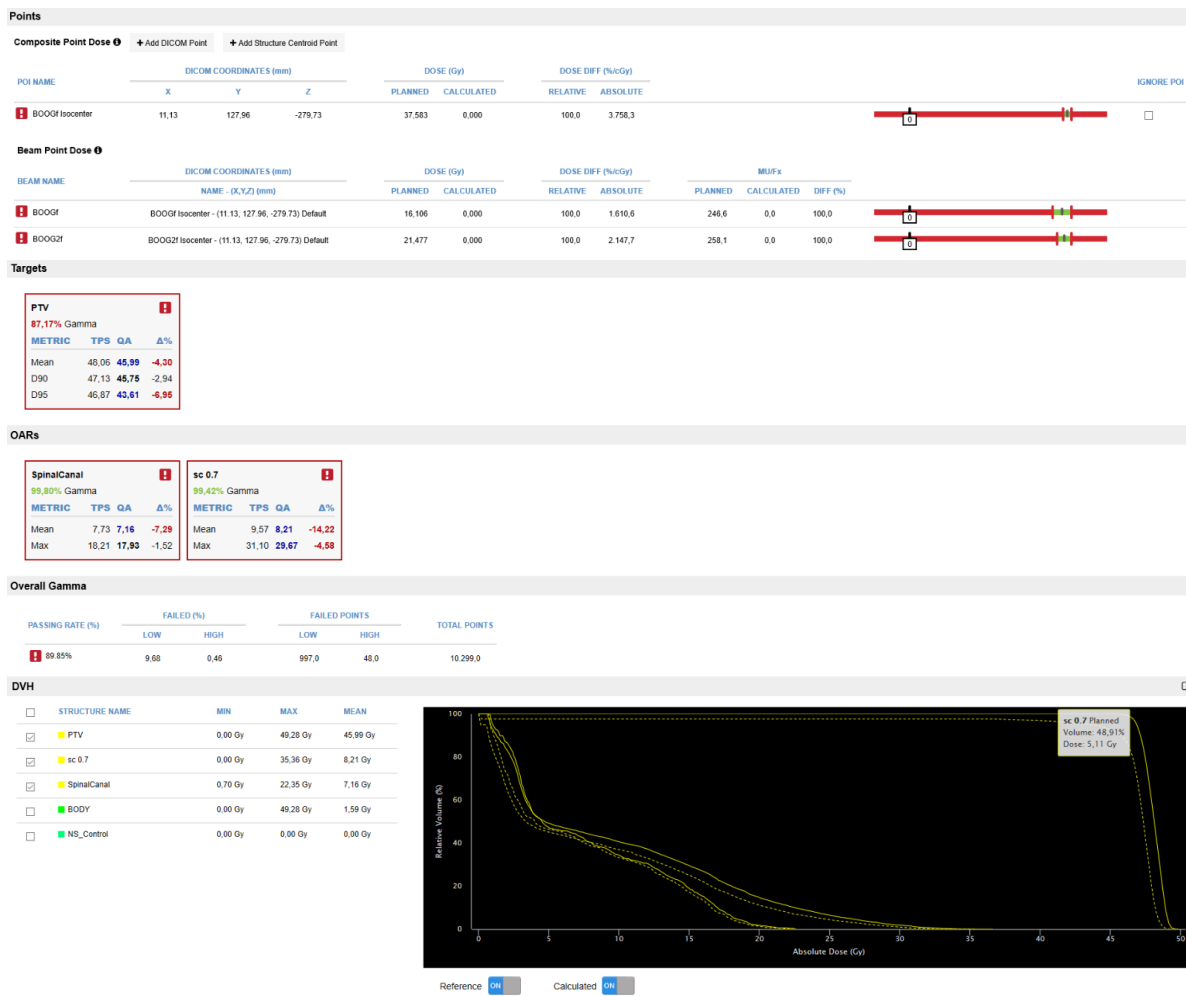 Points
Composite Point Dose + Add DICOM Point + Add Structure Centroid Point
POI NAME DICOM COORDINATES (mm) DOSE (Gy) DOSE DIFF (%/cGy) IGNORE POI
X Y Z PLANNED CALCULATED RELATIVE ABSOLUTE
BOOGf Isocenter 11,13 127,96 -279,73 37,583 0,000 100,0 3.758,3 0
Beam Point Dose
BEAM NAME DICOM COORDINATES (mm) DOSE (Gy) DOSE DIFF (%/cGy) MU/Fx
NAME - (X,Y,Z) (mm) PLANNED CALCULATED RELATIVE ABSOLUTE PLANNED CALCULATED DIFF (%)
BOOGf BOOGf Isocenter - (11.13, 127.96, -279.73) Default 16,106 0,000 100,0 1.610,6 246,6 0,0 100,0 0
BOOG2f BOOG2f Isocenter - (11.13, 127.96, -279.73) Default 21,477 0,000 100,0 2.147,7 258,1 0,0 100,0 0
Targets
PTV
87,17% Gamma
METRIC TPS QA Δ%
Mean 48,06 45,99 -4,30
D90 47,13 45,75 -2,94
D95 46,87 43,61 -6,95
OARs
SpinalCanal
99,80% Gamma
METRIC TPS QA Δ%
Mean 7,73 7,16 -7,29
Max 18,21 17,93 -1,52
sc 0.7
99,42% Gamma
METRIC TPS QA Δ%
Mean 9,57 8,21 -14,22
Max 31,10 29,67 -4,58
Overall Gamma
PASSING RATE (%) FAILED (%) FAILED POINTS TOTAL POINTS
LOW HIGH LOW HIGH
89.85% 9,68 0,46 997,0 48,0 10.299,0
DVH
STRUCTURE NAME MIN MAX MEAN
PTV 0,00 Gy 49,28 Gy 45,99 Gy
sc 0.7 0,00 Gy 35,36 Gy 8,21 Gy
SpinalCanal 0,70 Gy 22,35 Gy 7,16 Gy
BODY 0,00 Gy 49,28 Gy 1,59 Gy
NS_Control 0,00 Gy 0,00 Gy 0,00 Gy
sc 0.7 Planned
Volume: 48,91%
Dose: 5,11 Gy
Relative Volume (%)
100
80
60
40
20
0
0 5 10 15 20 25 30 35 40 45 50
Absolute Dose (Gy)
Reference ON Calculated ON